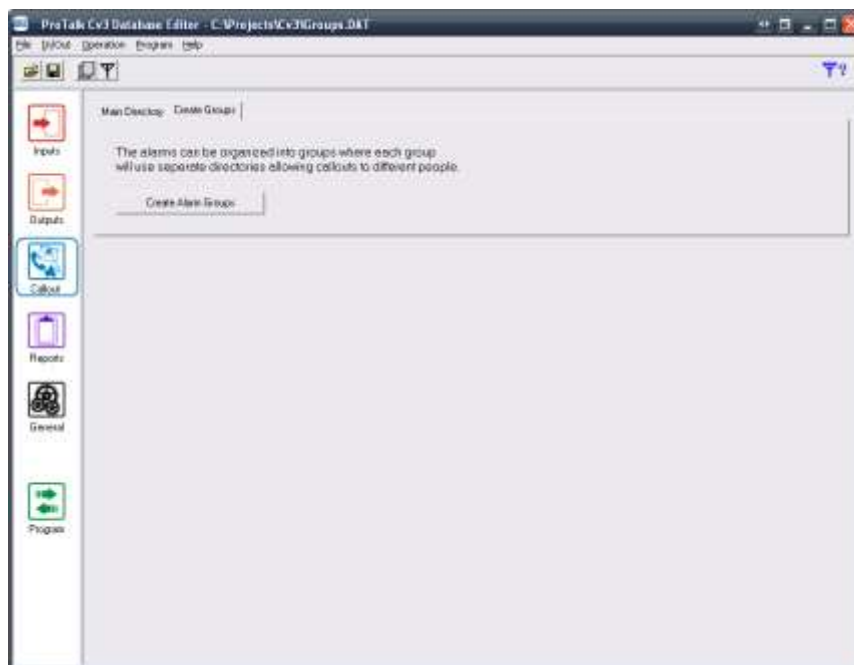 ProTalk Cv3 Database Editor - C:\Projects\Cv3\Groups.DAT
File In/Out Operation Program Help
Main Directory Create Groups
Inputs
The alarms can be organized into groups where each group
will use separate directories allowing callouts to different people.
Create Alarm Groups
Outputs
Callout
Reports
General
Program